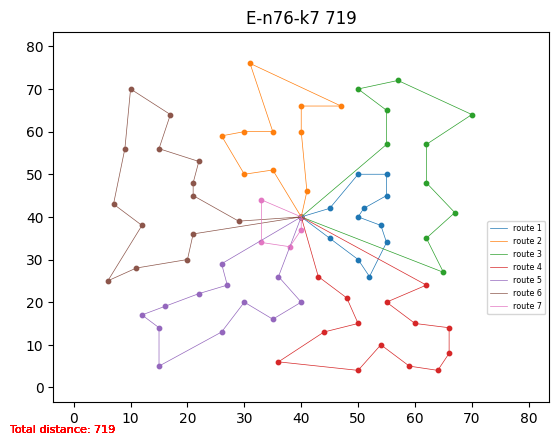 E-n76-k7 719
80
70
60
50
40
30
20
10
0
0 10 20 30 40 50 60 70 80
route 1
route 2
route 3
route 4
route 5
route 6
route 7
Total distance: 719